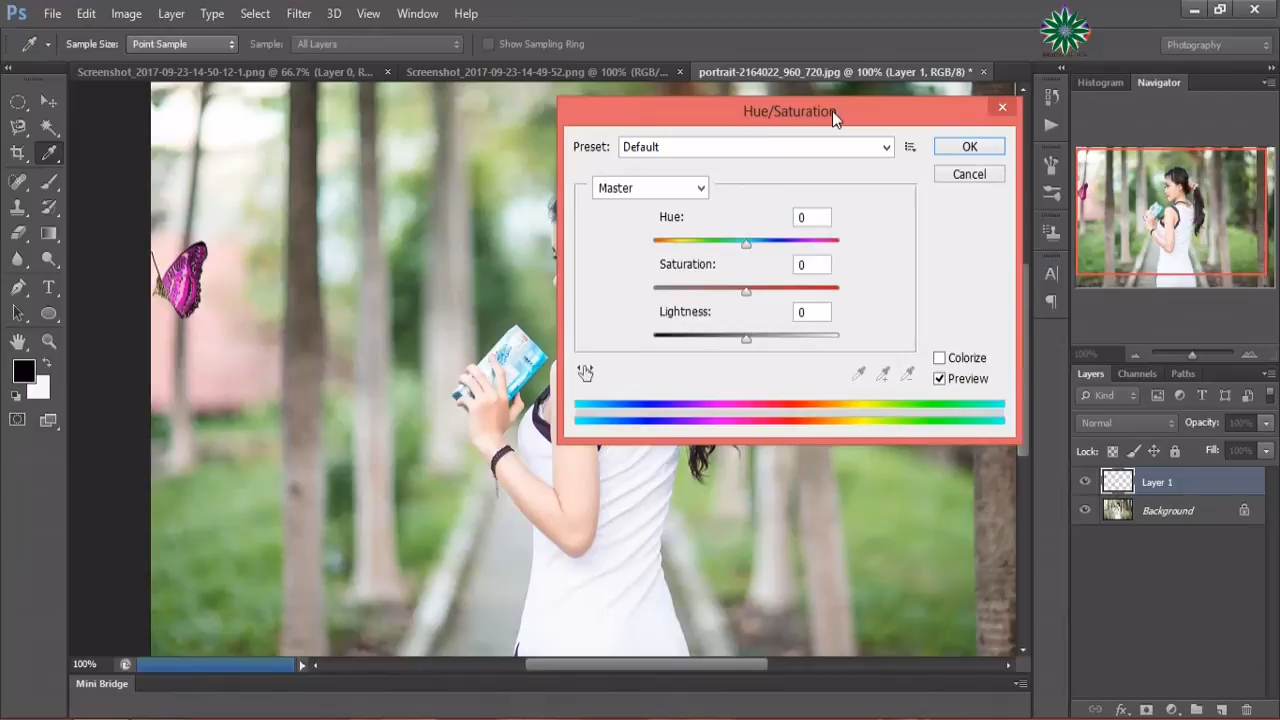 Ps File Edit Image Layer Type Select Filter 3D View Window Help
Sample Size: Point Sample Sample: All Layers Show Sampling Ring Photography
Screenshot_2017-09-23-14-50-12-1.png @ 66.7% (Layer 0, R... × Screenshot_2017-09-23-14-49-52.png @ 100% (RGB/... × portrait-2164022_960_720.jpg @ 100% (Layer 1, RGB/8) * ×
Histogram Navigator
Hue/Saturation
Preset: Default OK
Cancel
Master
Hue: 0
Saturation: 0
Lightness: 0
Colorize
Preview
100%
Layers Channels Paths
Kind
Normal Opacity: 100%
Lock: Fill: 100%
Layer 1
Background
100%
Mini Bridge